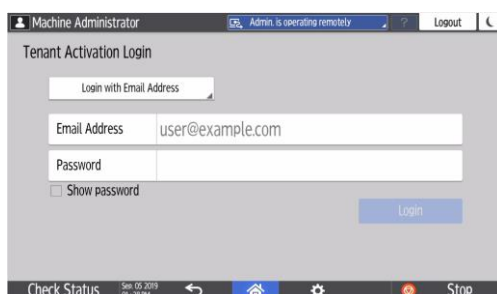 Machine Administrator
Admin. is operating remotely
?
Logout
Tenant Activation Login
Login with Email Address
Email Address
user@example.com
Password
Show password
Login
Check Status
Sep 05 2019
Stop